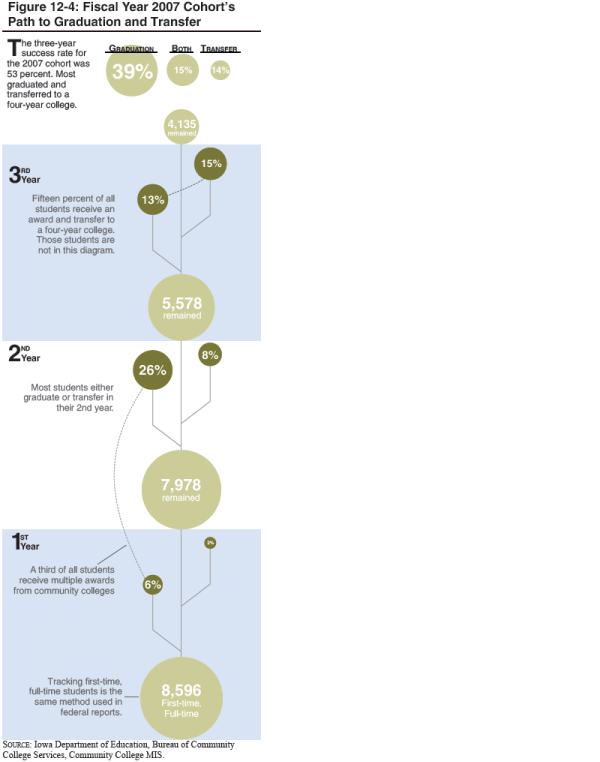 Figure 12-4: Fiscal Year 2007 Cohort's
Path to Graduation and Transfer
The three-year
success rate for
the 2007 cohort was
53 percent. Most
graduated and
transferred to a
four-year college.
GRADUATION BOTH TRANSFER
39% 15% 14%
4,135
remained
3RD
Year
15%
13%
Fifteen percent of all
students receive an
award and transfer to
a four-year college.
Those students are
not in this diagram.
5,578
remained
2ND
Year
8%
26%
Most students either
graduate or transfer in
their 2nd year.
7,978
remained
1ST
Year
A third of all students
receive multiple awards
from community colleges
6%
Tracking first-time,
full-time students is the
same method used in
federal reports.
8,596
First-time,
Full-time
SOURCE: Iowa Department of Education, Bureau of Community
College Services, Community College MIS.